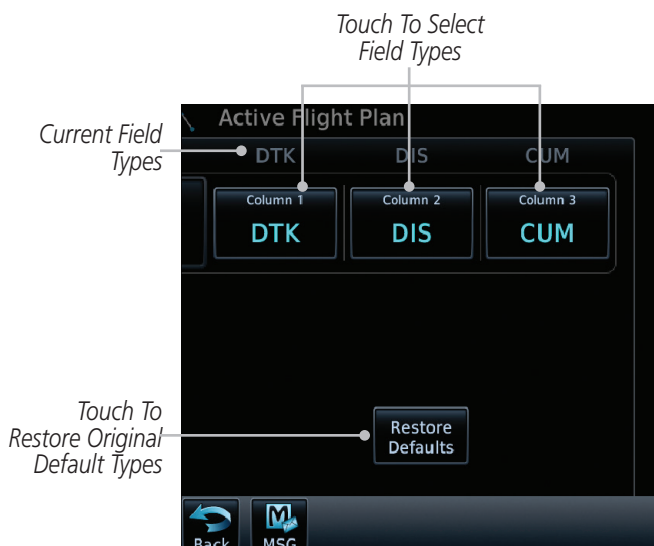 Touch To Select
Field Types
Active Flight Plan
Current Field
Types
DTK DIS CUM
Column 1 Column 2 Column 3
DTK DIS CUM
Touch To
Restore Original
Default Types
Restore
Defaults
Back MSG